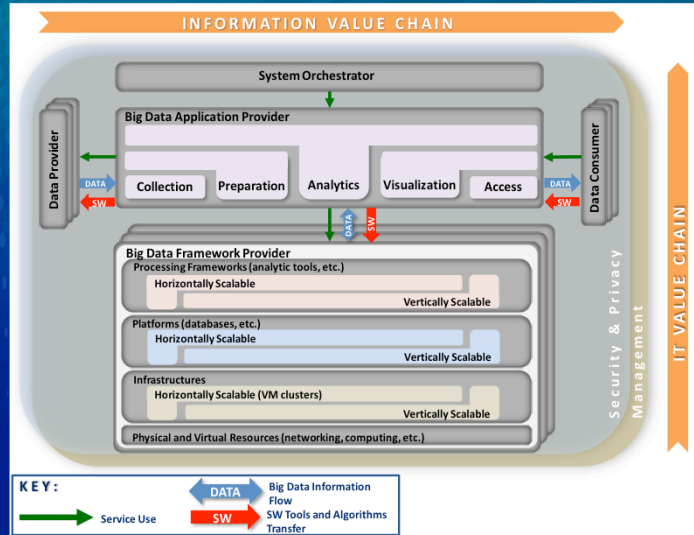 INFORMATION VALUE CHAIN
System Orchestrator
Big Data Application Provider
Collection
Preparation
Analytics
Visualization
Access
Data Provider
DATA
SW
Data Consumer
DATA
SW
DATA
SW
Big Data Framework Provider
Processing Frameworks (analytic tools, etc.)
Horizontally Scalable
Vertically Scalable
Platforms (databases, etc.)
Horizontally Scalable
Vertically Scalable
Infrastructures
Horizontally Scalable (VM clusters)
Vertically Scalable
Physical and Virtual Resources (networking, computing, etc.)
Security & Privacy
Management
IT VALUE CHAIN
KEY:
Service Use
DATA
Big Data Information
Flow
SW
SW Tools and Algorithms
Transfer